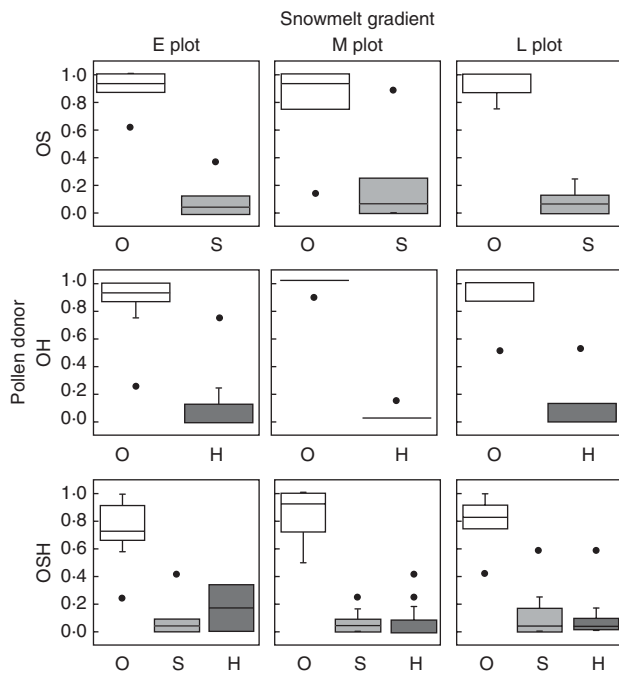 Snowmelt gradient
E plot M plot L plot
Pollen donor
OS
1·0
0·8
0·6
0·4
0·2
0·0
O S O S O S
OH
1·0
0·8
0·6
0·4
0·2
0·0
O H O H O H
OSH
1·0
0·8
0·6
0·4
0·2
0·0
O S H O S H O S H